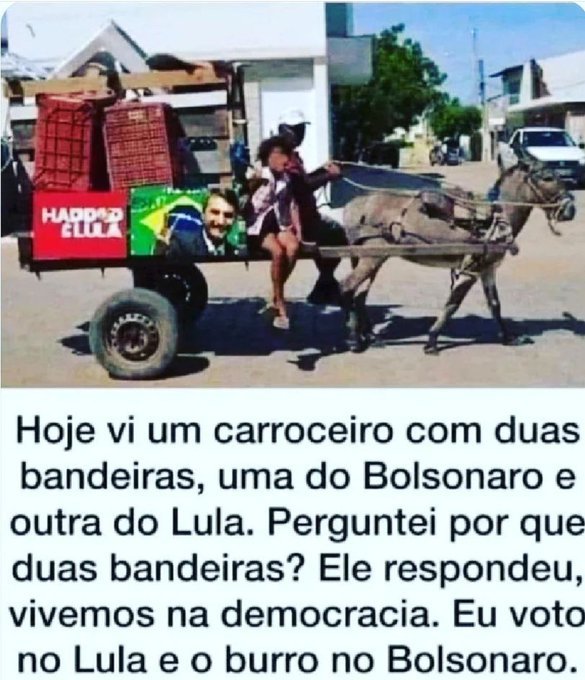 HADDAD
E LULA
Hoje vi um carroceiro com duas
bandeiras, uma do Bolsonaro e
outra do Lula. Perguntei por que
duas bandeiras? Ele respondeu,
vivemos na democracia. Eu voto
no Lula e o burro no Bolsonaro.